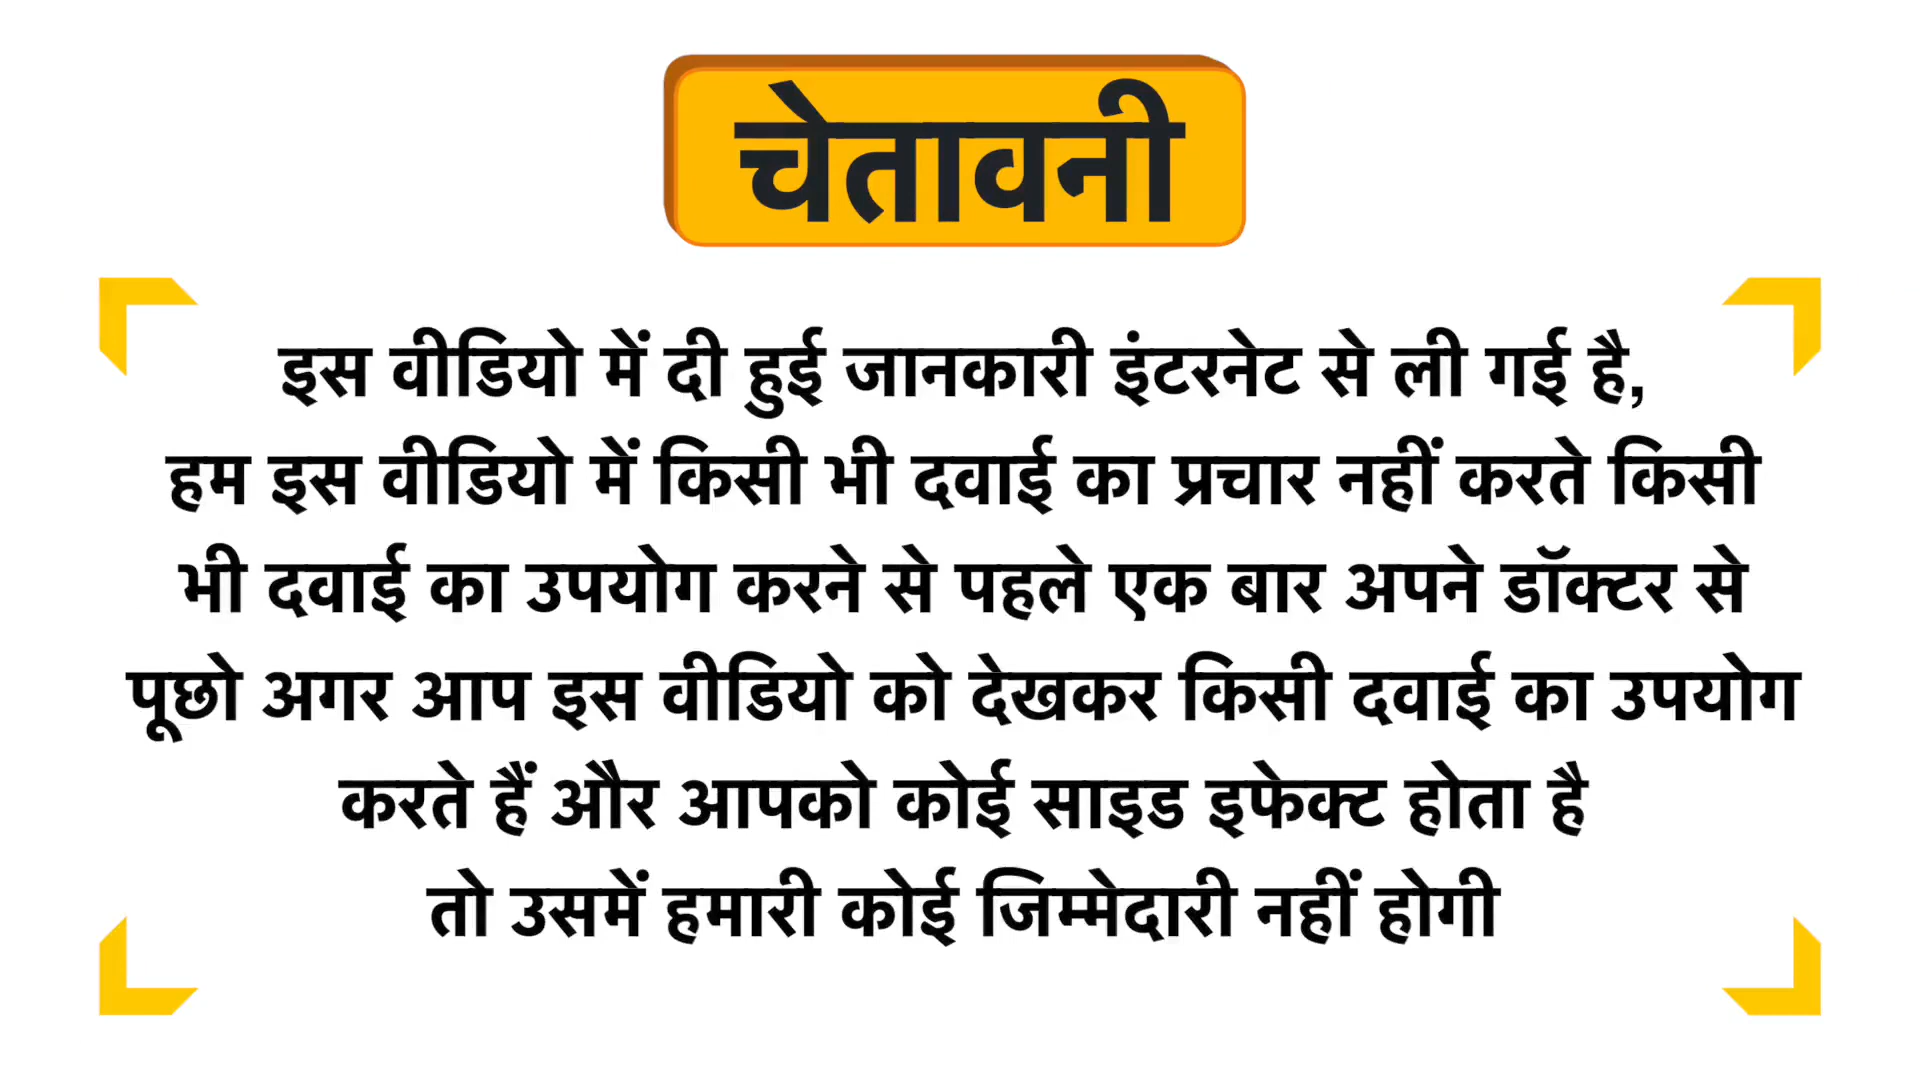 चेतावनी
इस वीडियो में दी हुई जानकारी इंटरनेट से ली गई है,
हम इस वीडियो में किसी भी दवाई का प्रचार नहीं करते किसी
भी दवाई का उपयोग करने से पहले एक बार अपने डॉक्टर से
पूछो अगर आप इस वीडियो को देखकर किसी दवाई का उपयोग
करते हैं और आपको कोई साइड इफेक्ट होता है
तो उसमें हमारी कोई जिम्मेदारी नहीं होगी